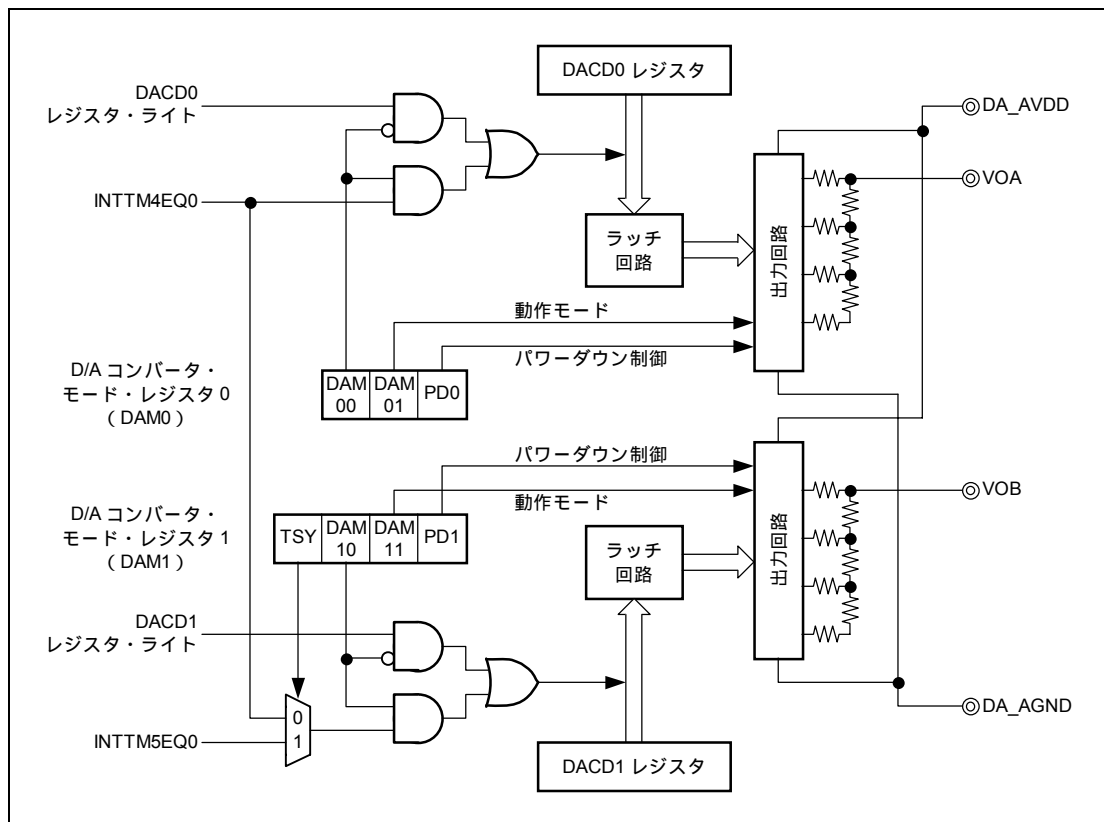 DACD0 レジスタ
DACD0
レジスタ・ライト
DA_AVDD
VOA
INTTM4EQ0
ラッチ
回路
出力回路
動作モード
パワーダウン制御
D/A コンバータ・
モード・レジスタ 0
(DAM0)
DAM
00
DAM
01
PD0
パワーダウン制御
動作モード
VOB
D/A コンバータ・
モード・レジスタ 1
(DAM1)
TSY
DAM
10
DAM
11
PD1
ラッチ
回路
出力回路
DACD1
レジスタ・ライト
0
1
INTTM5EQ0
DA_AGND
DACD1 レジスタ